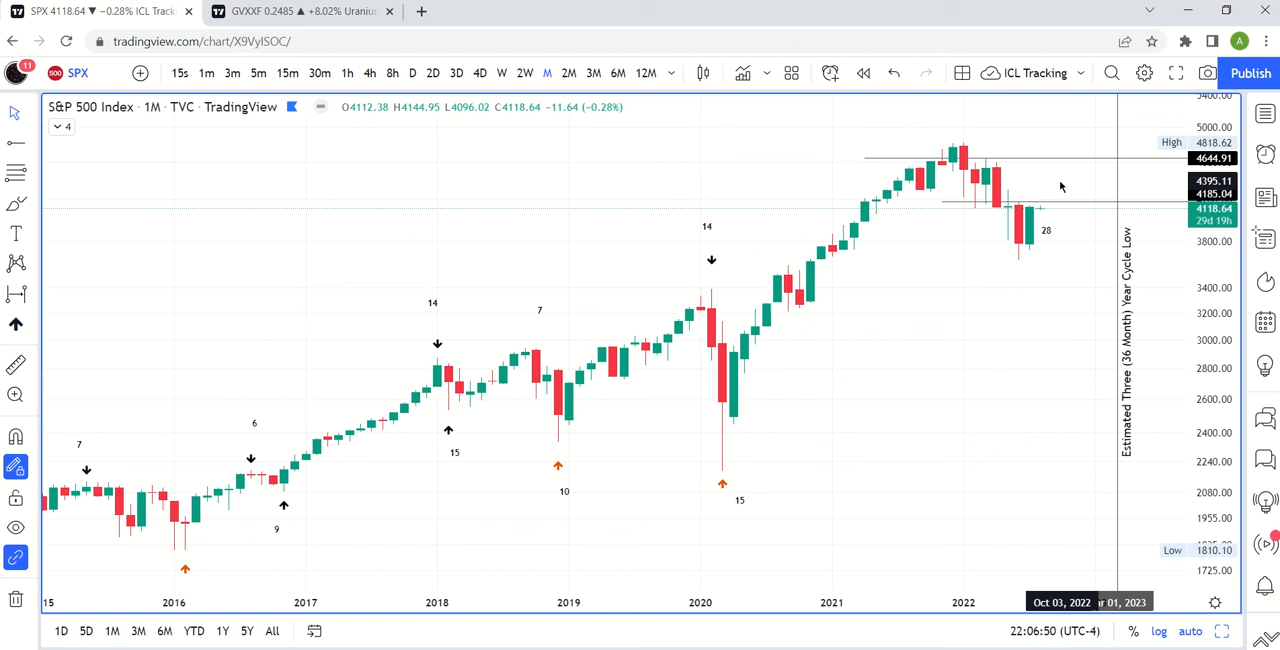 SPX 4118.64 ▼ −0.28% ICL Tracki
GVXXF 0.2485 ▲ +8.02% Uraniun
tradingview.com/chart/X9VyISOC/
A
11
500 SPX 15s 1m 3m 5m 15m 30m 1h 4h 8h D 2D 3D 4D W 2W M 2M 3M 6M 12M ICL Tracking Publish
S&P 500 Index · 1M · TVC · TradingView O4112.38 H4144.95 L4096.02 C4118.64 −11.64 (−0.28%)
4
5400.00
5000.00
High 4818.62
4644.91
4395.11
4185.04
4118.64
29d 19h
3800.00
3400.00
3200.00
3000.00
2800.00
2600.00
2400.00
2240.00
2080.00
1955.00
Low 1810.10
1725.00
14
28
14
7
6
7
15
10
15
9
Estimated Three (36 Month) Year Cycle Low
15 2016 2017 2018 2019 2020 2021 2022 Oct 03, 2022 ır 01, 2023
1D 5D 1M 3M 6M YTD 1Y 5Y All 22:06:50 (UTC-4) % log auto